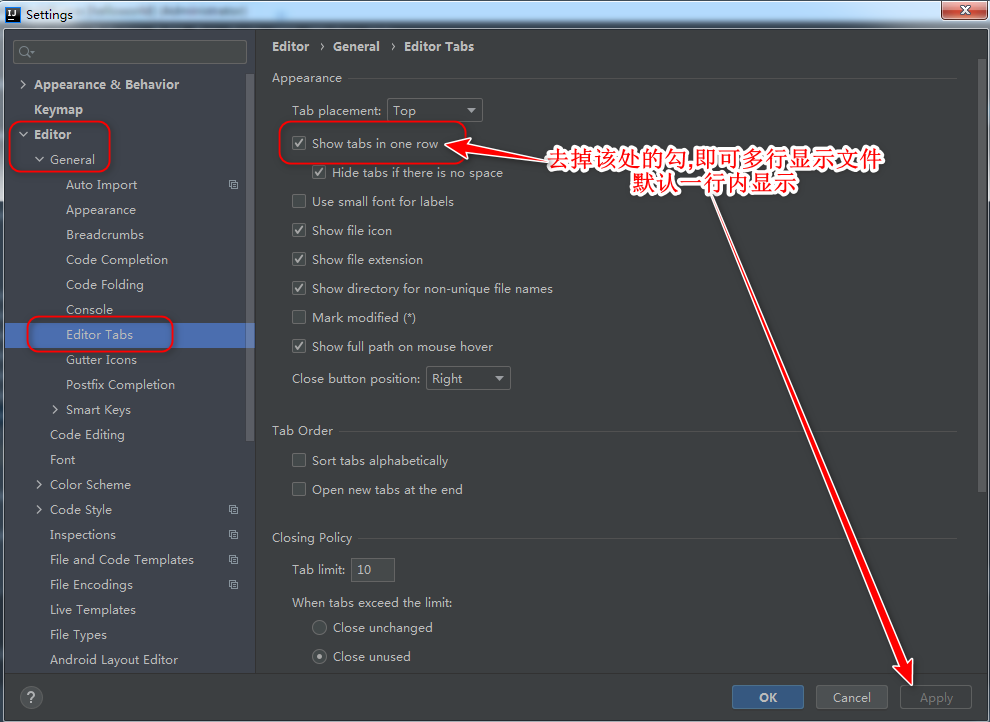 Settings
Appearance & Behavior
Keymap
Editor
General
Auto Import
Appearance
Breadcrumbs
Code Completion
Code Folding
Console
Editor Tabs
Gutter Icons
Postfix Completion
Smart Keys
Code Editing
Font
Color Scheme
Code Style
Inspections
File and Code Templates
File Encodings
Live Templates
File Types
Android Layout Editor
Editor › General › Editor Tabs
Appearance
Tab placement: Top
Show tabs in one row
去掉该处的勾,即可多行显示文件
默认一行内显示
Hide tabs if there is no space
Use small font for labels
Show file icon
Show file extension
Show directory for non-unique file names
Mark modified (*)
Show full path on mouse hover
Close button position: Right
Tab Order
Sort tabs alphabetically
Open new tabs at the end
Closing Policy
Tab limit: 10
When tabs exceed the limit:
Close unchanged
Close unused
? OK Cancel Apply